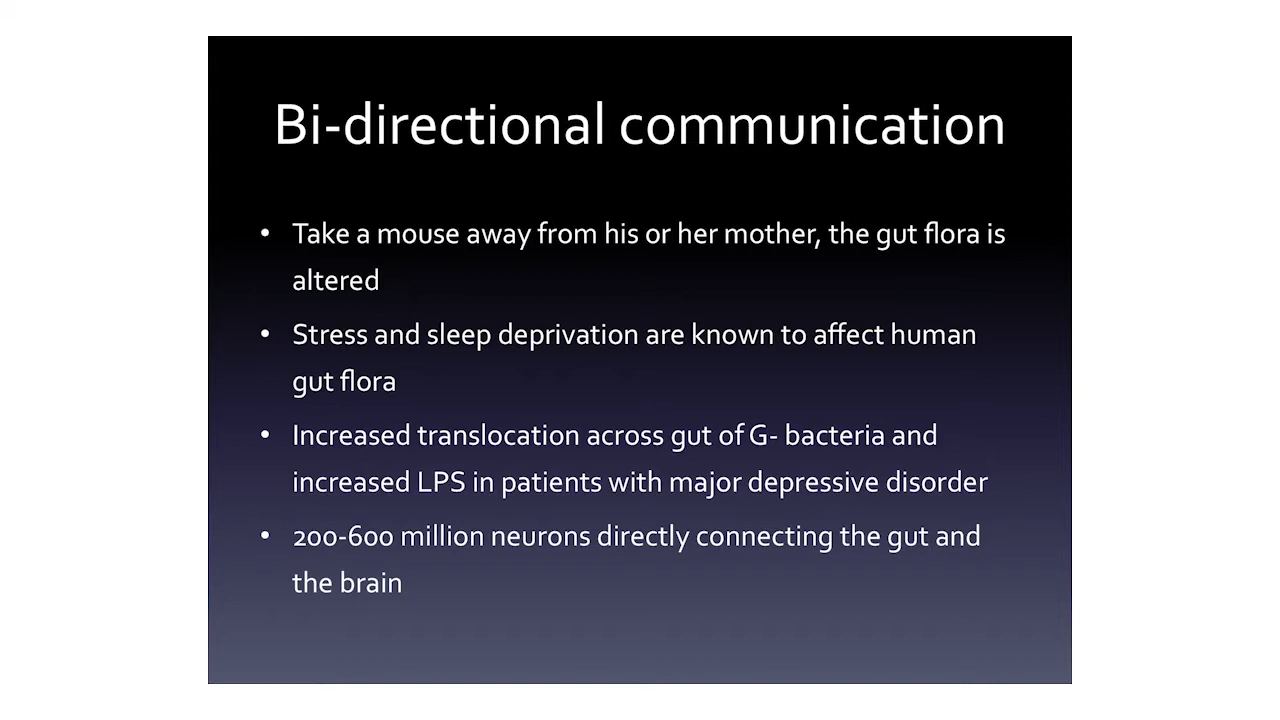 Bi-directional communication
• Take a mouse away from his or her mother, the gut flora is
altered
• Stress and sleep deprivation are known to affect human
gut flora
• Increased translocation across gut of G- bacteria and
increased LPS in patients with major depressive disorder
• 200-600 million neurons directly connecting the gut and
the brain